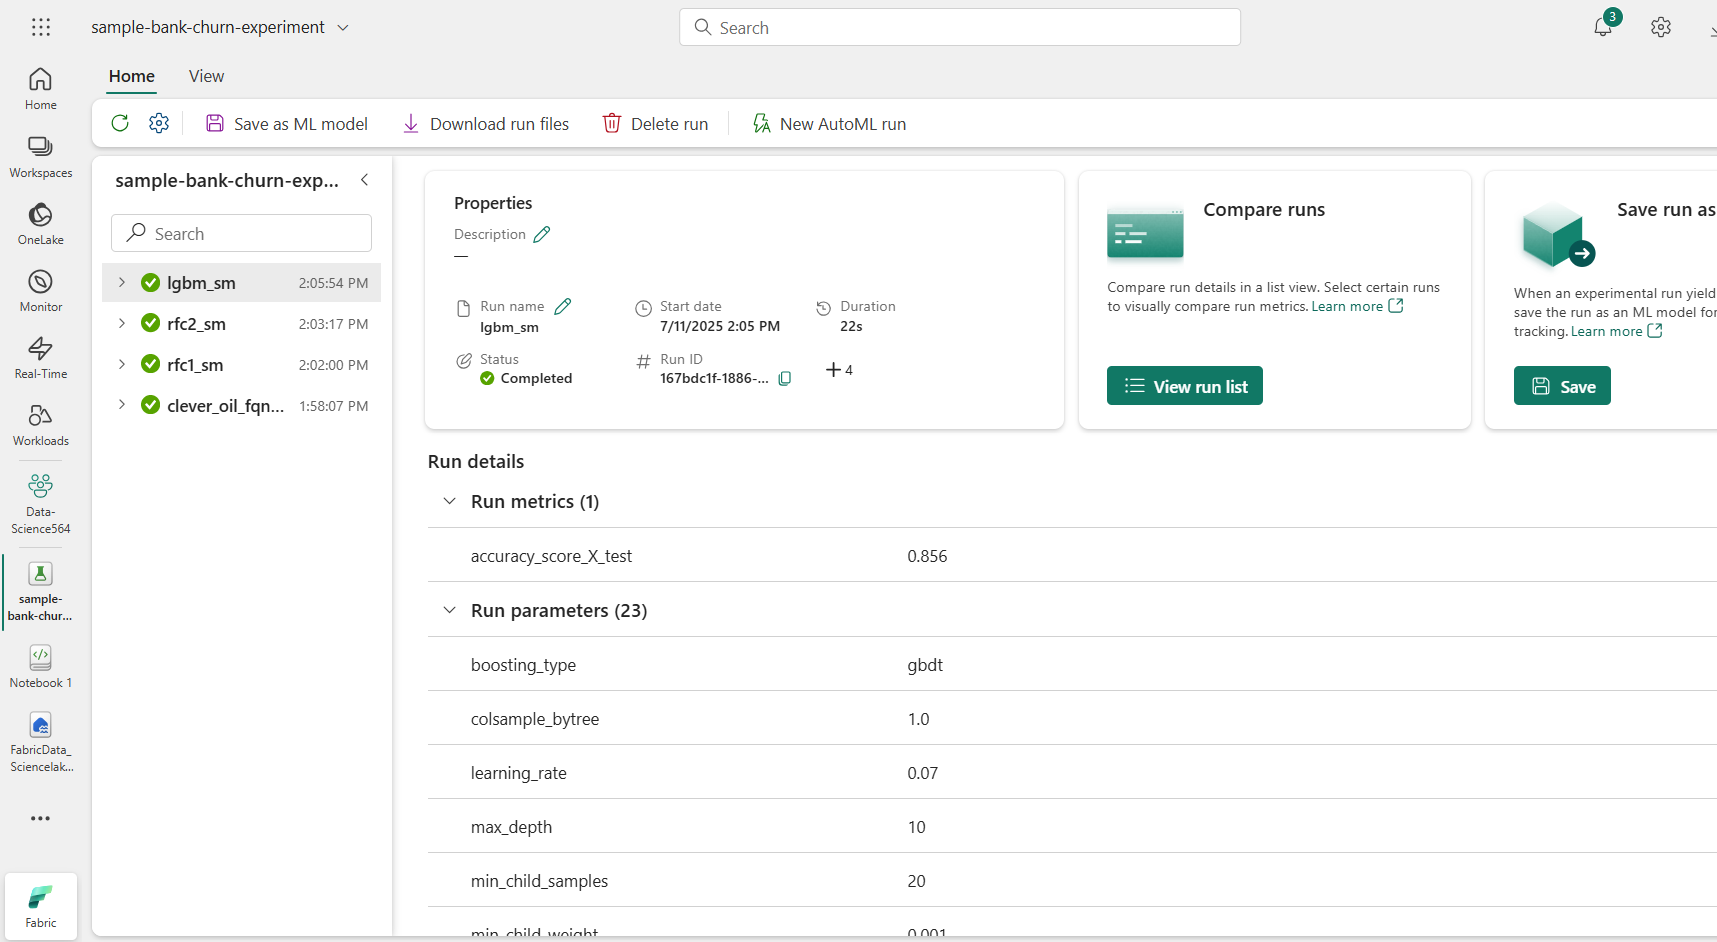 sample-bank-churn-experiment
Search
3
Home
View
Save as ML model
Download run files
Delete run
New AutoML run
Home
Workspaces
OneLake
Monitor
Real-Time
Workloads
Data-
Science564
sample-
bank-chur...
Notebook 1
FabricData_
Sciencelak...
Fabric
sample-bank-churn-exp...
Search
lgbm_sm 2:05:54 PM
rfc2_sm 2:03:17 PM
rfc1_sm 2:02:00 PM
clever_oil_fqn... 1:58:07 PM
Properties
Description
—
Run name
lgbm_sm
Start date
7/11/2025 2:05 PM
Duration
22s
Status
Completed
Run ID
167bdc1f-1886-...
+4
Compare runs
Compare run details in a list view. Select certain runs
to visually compare run metrics. Learn more
View run list
Save run as
When an experimental run yield
save the run as an ML model for
tracking. Learn more
Save
Run details
Run metrics (1)
accuracy_score_X_test 0.856
Run parameters (23)
boosting_type gbdt
colsample_bytree 1.0
learning_rate 0.07
max_depth 10
min_child_samples 20
min_child_weight 0.001